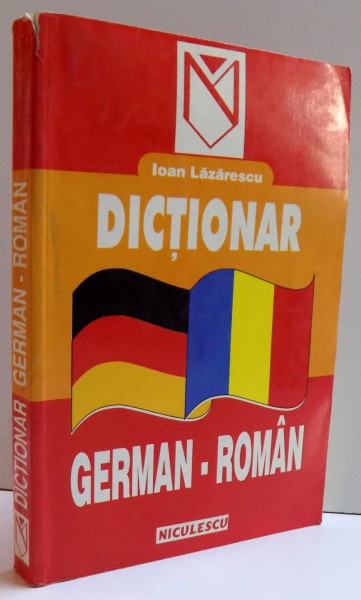 Ioan Lăzărescu
DICȚIONAR
GERMAN - ROMÂN
NICULESCU
DICȚIONAR GERMAN - ROMÂN